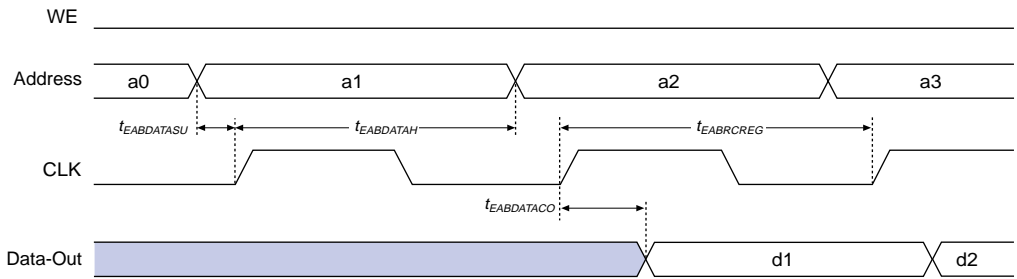 WE
Address a0 a1 a2 a3
tEABDATASU tEABDATAH tEABRCREG
CLK
tEABDATACO
Data-Out d1 d2